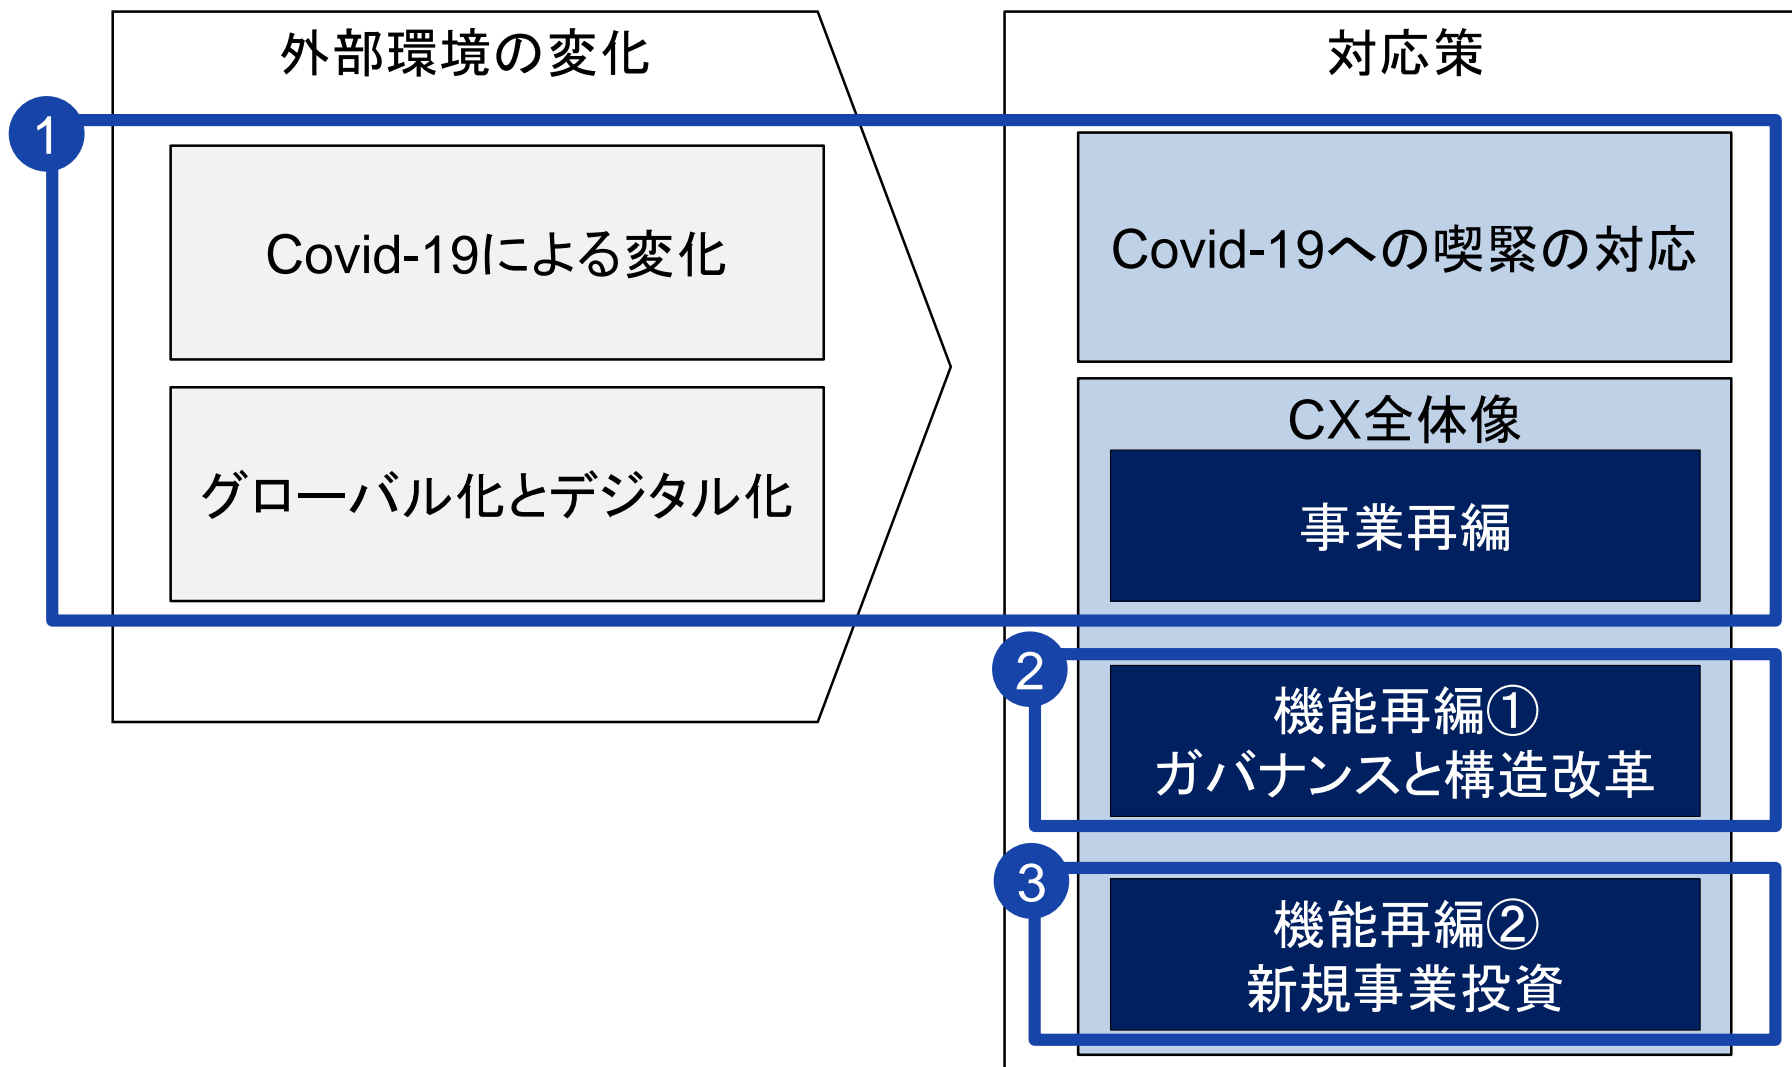 外部環境の変化
対応策
1
Covid-19による変化
Covid-19への喫緊の対応
グローバル化とデジタル化
CX全体像
事業再編
2
機能再編①
ガバナンスと構造改革
3
機能再編②
新規事業投資